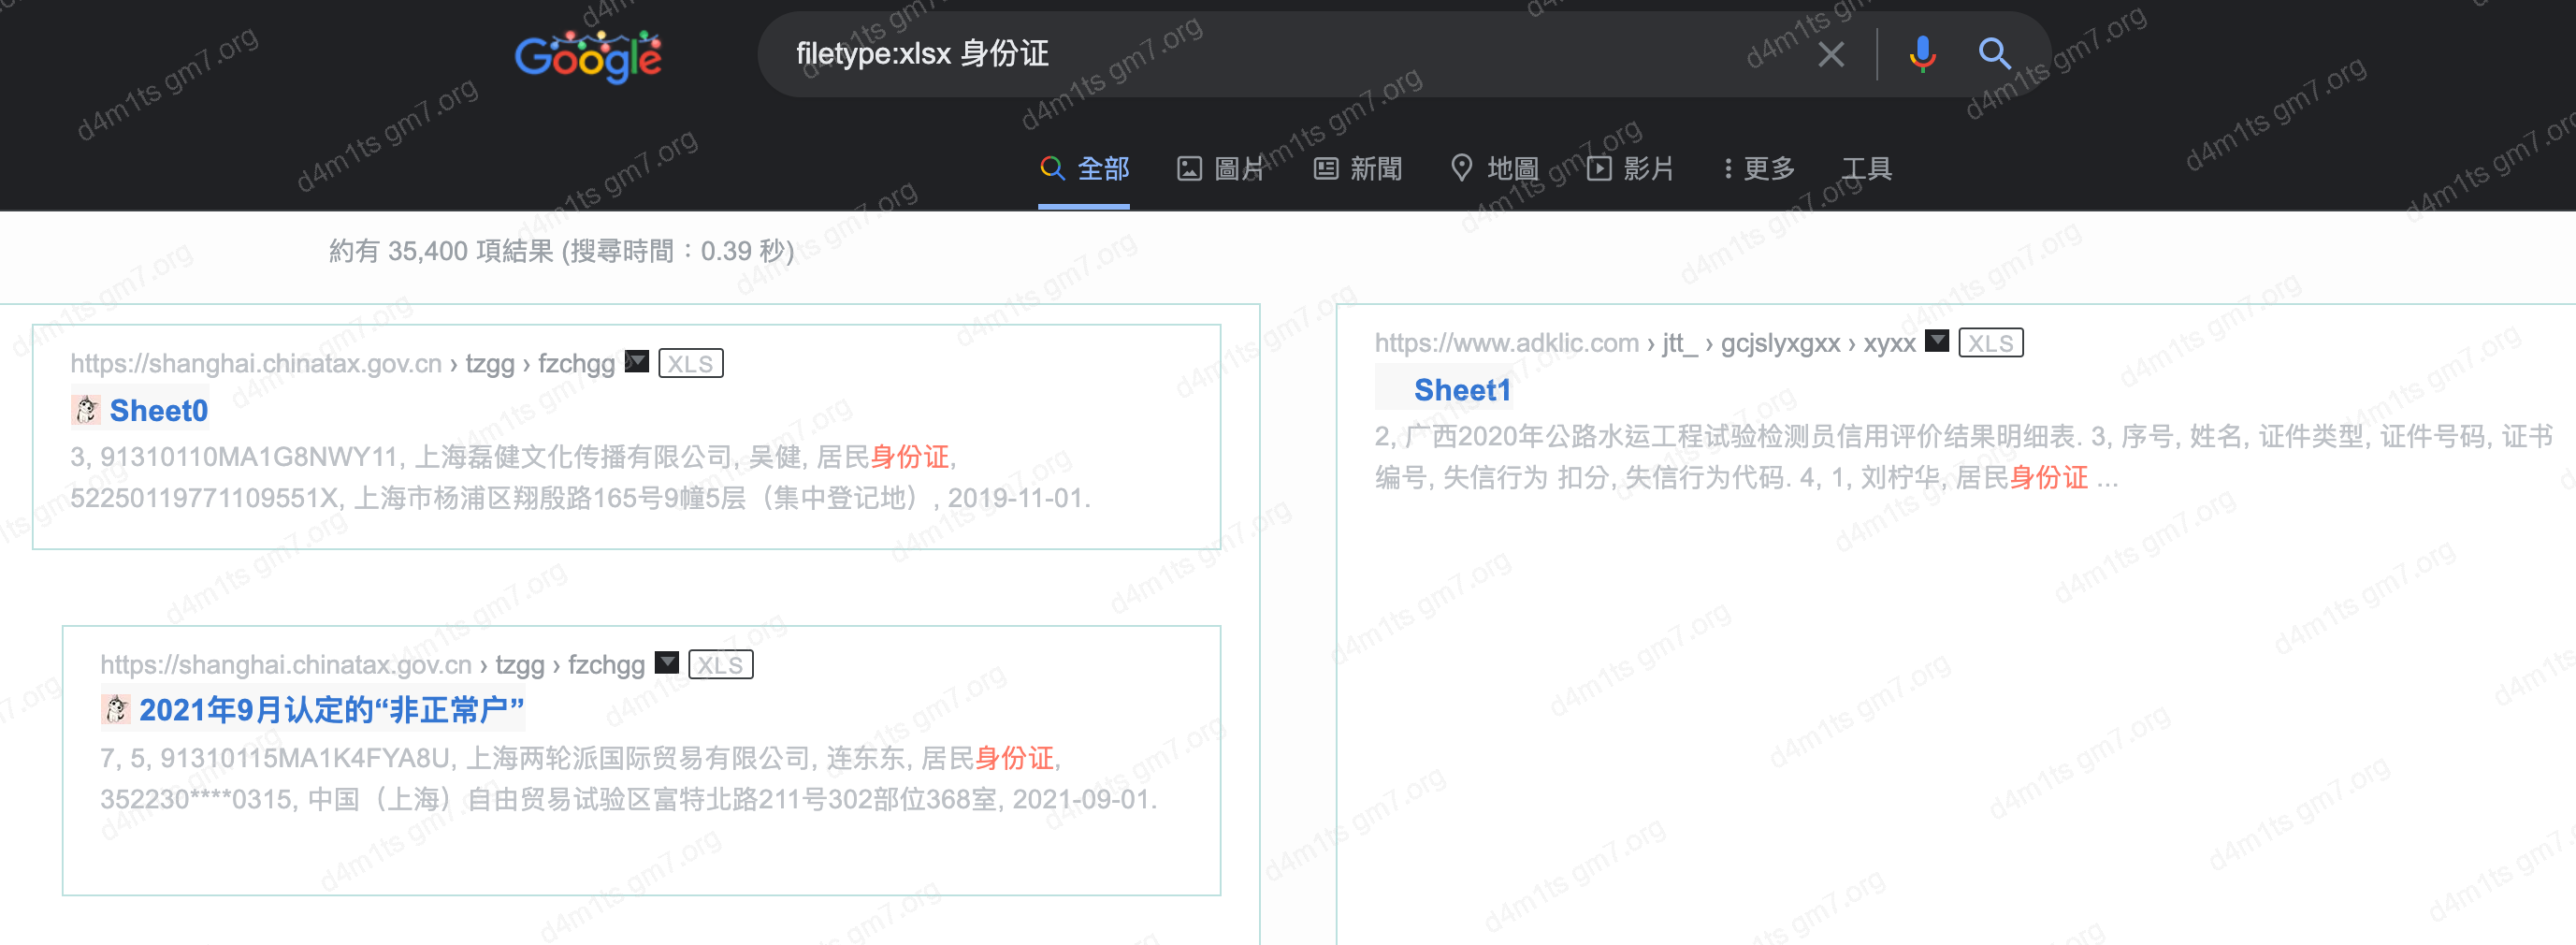 Google
filetype:xlsx 身份证
全部 圖片 新聞 地圖 影片 更多 工具
約有 35,400 項結果 (搜尋時間：0.39 秒)
https://shanghai.chinatax.gov.cn › tzgg › fzchgg XLS
Sheet0
3, 91310110MA1G8NWY11, 上海磊健文化传播有限公司, 吴健, 居民身份证,
52250119771109551X, 上海市杨浦区翔殷路165号9幢5层（集中登记地）, 2019-11-01.
https://shanghai.chinatax.gov.cn › tzgg › fzchgg XLS
2021年9月认定的“非正常户”
7, 5, 91310115MA1K4FYA8U, 上海两轮派国际贸易有限公司, 连东东, 居民身份证,
352230****0315, 中国（上海）自由贸易试验区富特北路211号302部位368室, 2021-09-01.
https://www.adklic.com › jtt_ › gcjslyxgxx › xyxx XLS
Sheet1
2, 广西2020年公路水运工程试验检测员信用评价结果明细表. 3, 序号, 姓名, 证件类型, 证件号码, 证书
编号, 失信行为 扣分, 失信行为代码. 4, 1, 刘柠华, 居民身份证 ...
d4m1ts gm7.org